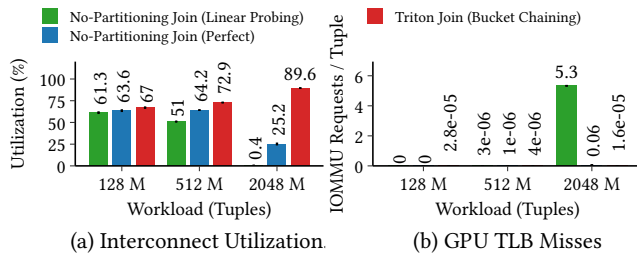 No-Partitioning Join (Linear Probing)
No-Partitioning Join (Perfect)
Triton Join (Bucket Chaining)
Utilization (%)
100
75
50
25
0
61.3
63.6
67
51
64.2
72.9
0.4
25.2
89.6
128 M
512 M
2048 M
Workload (Tuples)
(a) Interconnect Utilization.
IOMMU Requests / Tuple
6
4
2
0
0
0
2.8e-05
3e-06
1e-06
4e-06
5.3
0.06
1.6e-05
128 M
512 M
2048 M
Workload (Tuples)
(b) GPU TLB Misses